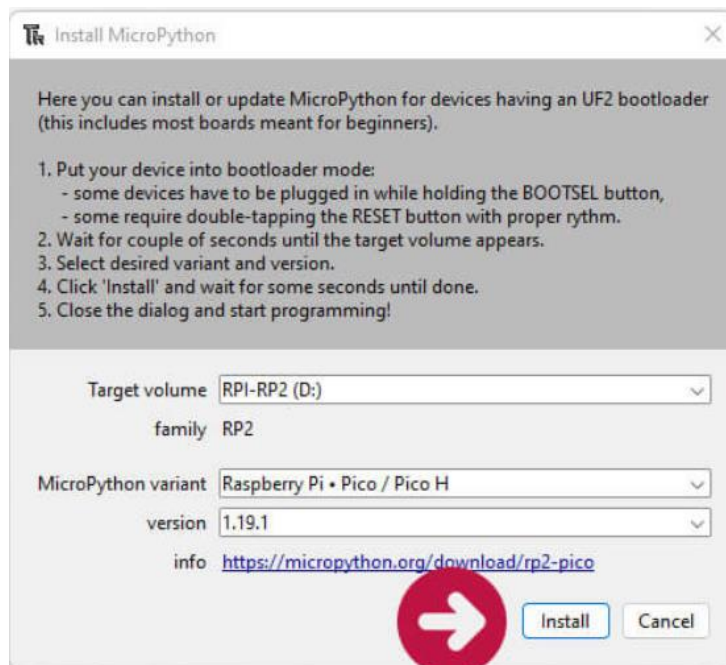 Install MicroPython
Here you can install or update MicroPython for devices having an UF2 bootloader
(this includes most boards meant for beginners).
1. Put your device into bootloader mode:
- some devices have to be plugged in while holding the BOOTSEL button,
- some require double-tapping the RESET button with proper rythm.
2. Wait for couple of seconds until the target volume appears.
3. Select desired variant and version.
4. Click 'Install' and wait for some seconds until done.
5. Close the dialog and start programming!
Target volume RPI-RP2 (D:)
family RP2
MicroPython variant Raspberry Pi • Pico / Pico H
version 1.19.1
info https://micropython.org/download/rp2-pico
Install Cancel